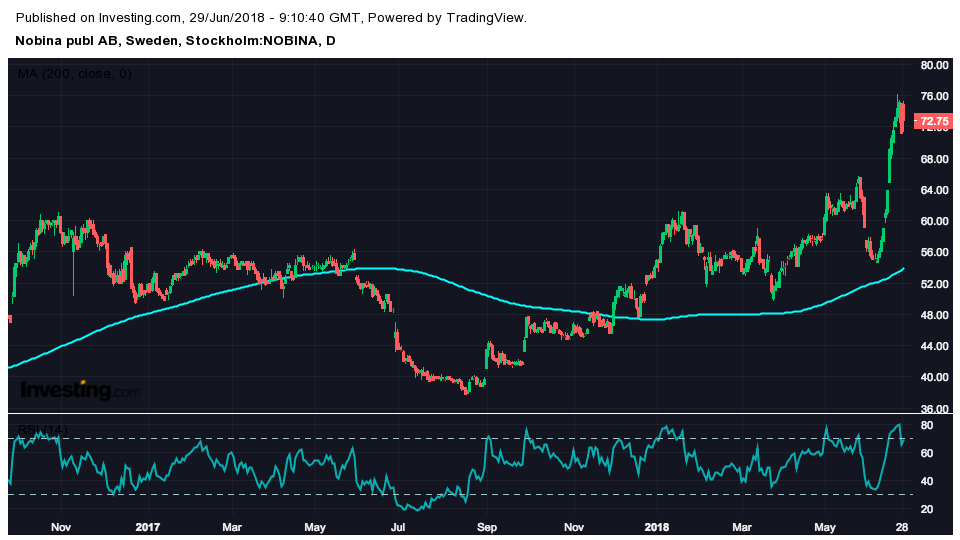 Published on Investing.com, 29/Jun/2018 - 9:10:40 GMT, Powered by TradingView.
Nobina publ AB, Sweden, Stockholm:NOBINA, D
MA (200, close, 0)
80.00
76.00
72.75
72.00
68.00
64.00
60.00
56.00
52.00
48.00
44.00
40.00
36.00
Investing.com
RSI (14)
80
60
40
20
Nov 2017 Mar May Jul Sep Nov 2018 Mar May 28